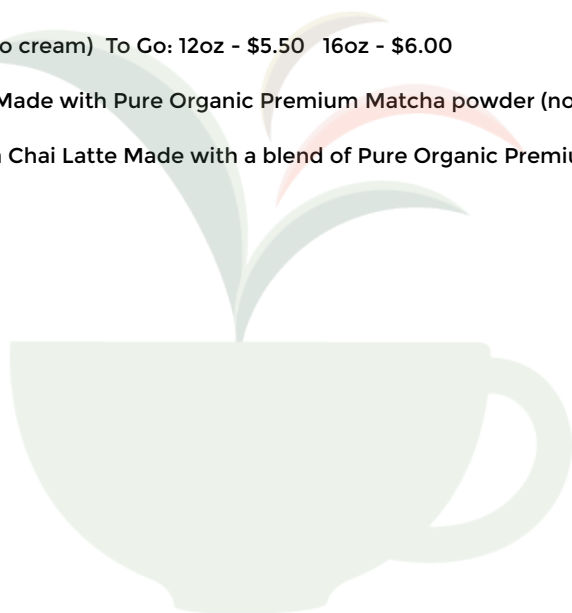 o cream)  To Go: 12oz - $5.50   16oz - $6.00
Made with Pure Organic Premium Matcha powder (no
Chai Latte Made with a blend of Pure Organic Premiu